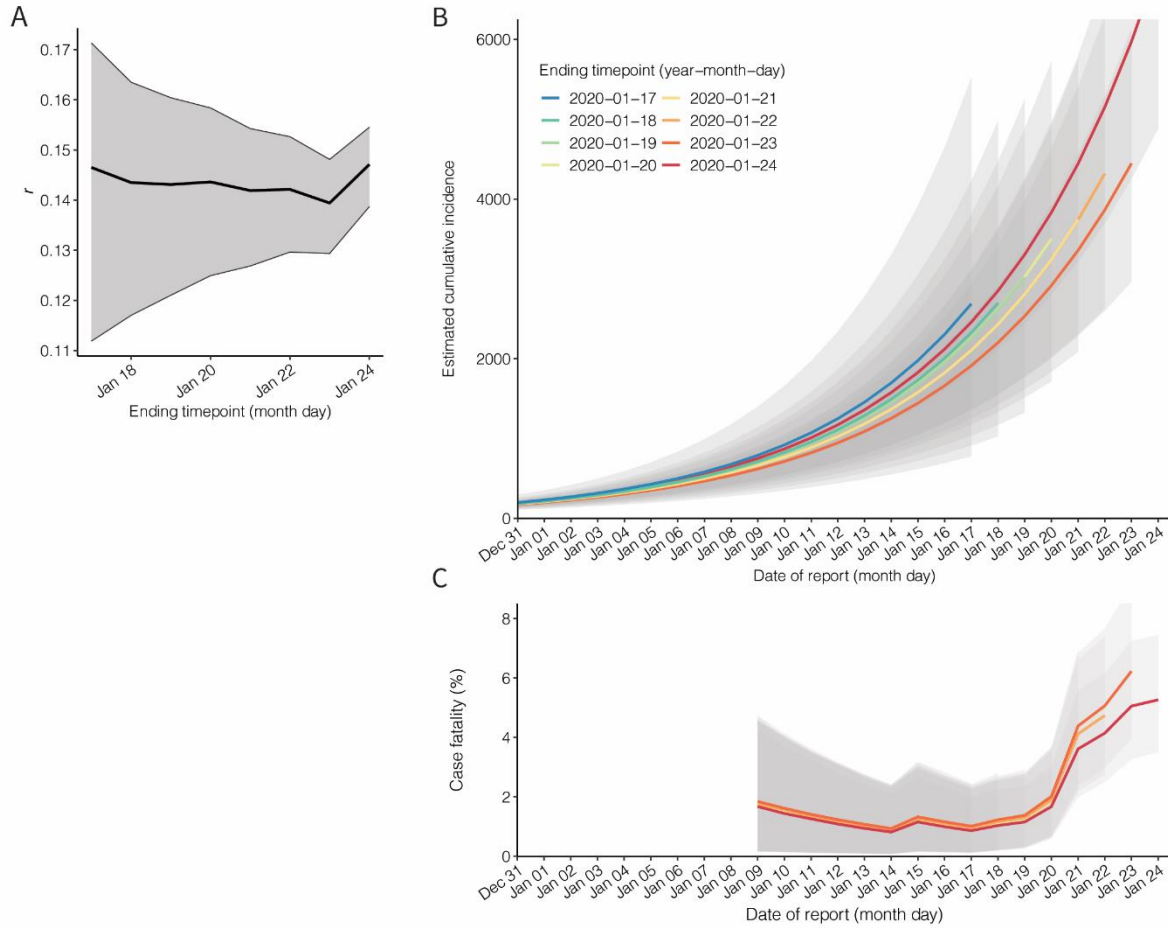 A
0.17
0.16
0.15
0.14
0.13
0.12
0.11
r
Jan 18
Jan 20
Jan 22
Jan 24
Ending timepoint (month day)
B
6000
4000
2000
0
Estimated cumulative incidence
Ending timepoint (year-month-day)
2020-01-17
2020-01-18
2020-01-19
2020-01-20
2020-01-21
2020-01-22
2020-01-23
2020-01-24
Dec 31
Jan 01
Jan 02
Jan 03
Jan 04
Jan 05
Jan 06
Jan 07
Jan 08
Jan 09
Jan 10
Jan 11
Jan 12
Jan 13
Jan 14
Jan 15
Jan 16
Jan 17
Jan 18
Jan 19
Jan 20
Jan 21
Jan 22
Jan 23
Jan 24
Date of report (month day)
C
8
6
4
2
0
Case fatality (%)
Dec 31
Jan 01
Jan 02
Jan 03
Jan 04
Jan 05
Jan 06
Jan 07
Jan 08
Jan 09
Jan 10
Jan 11
Jan 12
Jan 13
Jan 14
Jan 15
Jan 16
Jan 17
Jan 18
Jan 19
Jan 20
Jan 21
Jan 22
Jan 23
Jan 24
Date of report (month day)